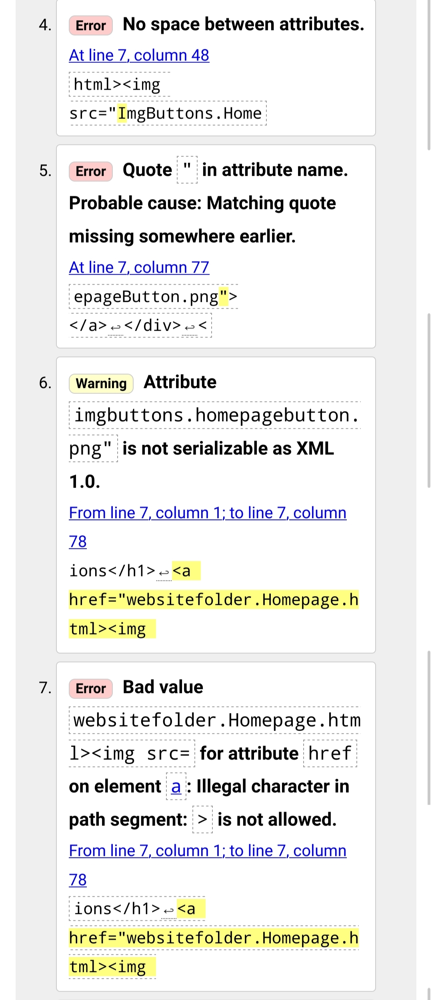 4. Error No space between attributes.
At line 7, column 48
html><img
src="ImgButtons.Home
5. Error Quote " in attribute name.
Probable cause: Matching quote
missing somewhere earlier.
At line 7, column 77
epageButton.png">
</a>↩</div>↩<
6. Warning Attribute
imgbuttons.homepagebutton.
png" is not serializable as XML
1.0.
From line 7, column 1; to line 7, column
78
ions</h1>↩<a
href="websitefolder.Homepage.h
tml><img
7. Error Bad value
websitefolder.Homepage.htm
l><img src= for attribute href
on element a: Illegal character in
path segment: > is not allowed.
From line 7, column 1; to line 7, column
78
ions</h1>↩<a
href="websitefolder.Homepage.h
tml><img